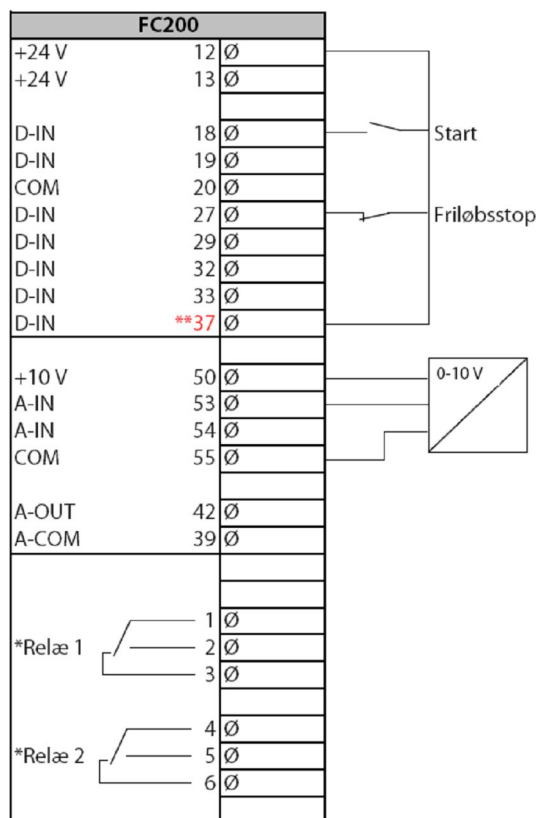 FC200
+24 V 12 Ø
+24 V 13 Ø
D-IN 18 Ø Start
D-IN 19 Ø
COM 20 Ø
D-IN 27 Ø Friløbsstop
D-IN 29 Ø
D-IN 32 Ø
D-IN 33 Ø
D-IN **37 Ø
+10 V 50 Ø 0-10 V
A-IN 53 Ø
A-IN 54 Ø
COM 55 Ø
A-OUT 42 Ø
A-COM 39 Ø
1 Ø
*Relæ 1 2 Ø
3 Ø
4 Ø
*Relæ 2 5 Ø
6 Ø